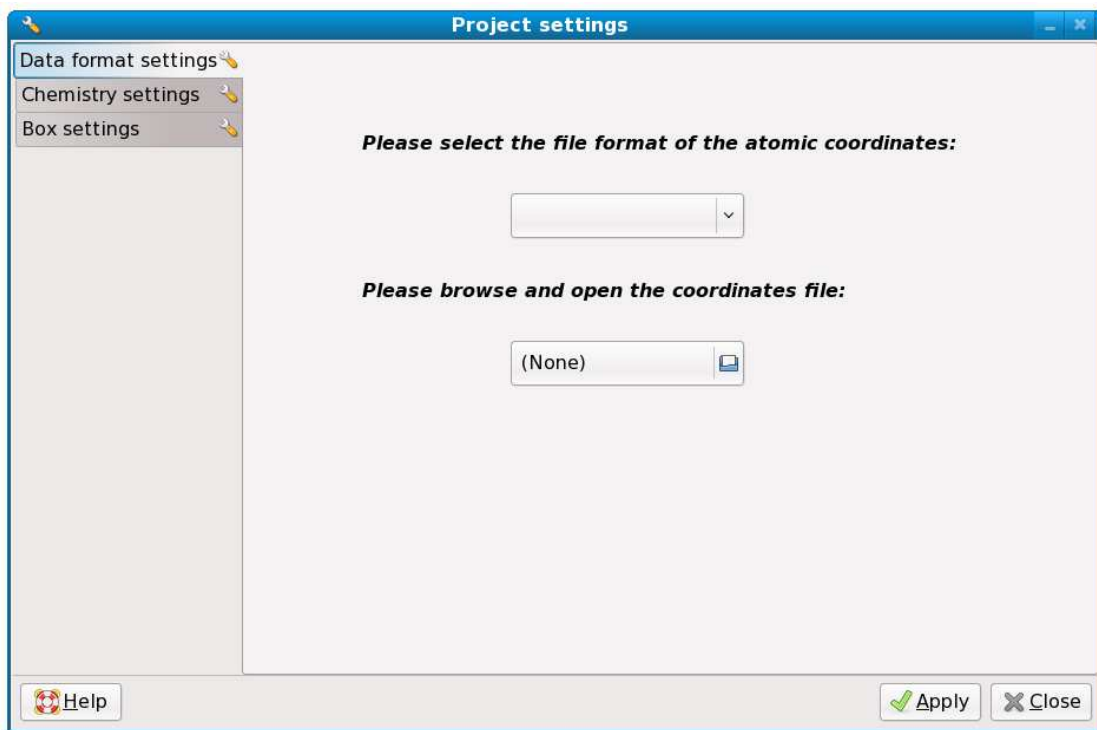 Project settings
Data format settings
Chemistry settings
Box settings
Please select the file format of the atomic coordinates:
Please browse and open the coordinates file:
(None)
Help
Apply
Close